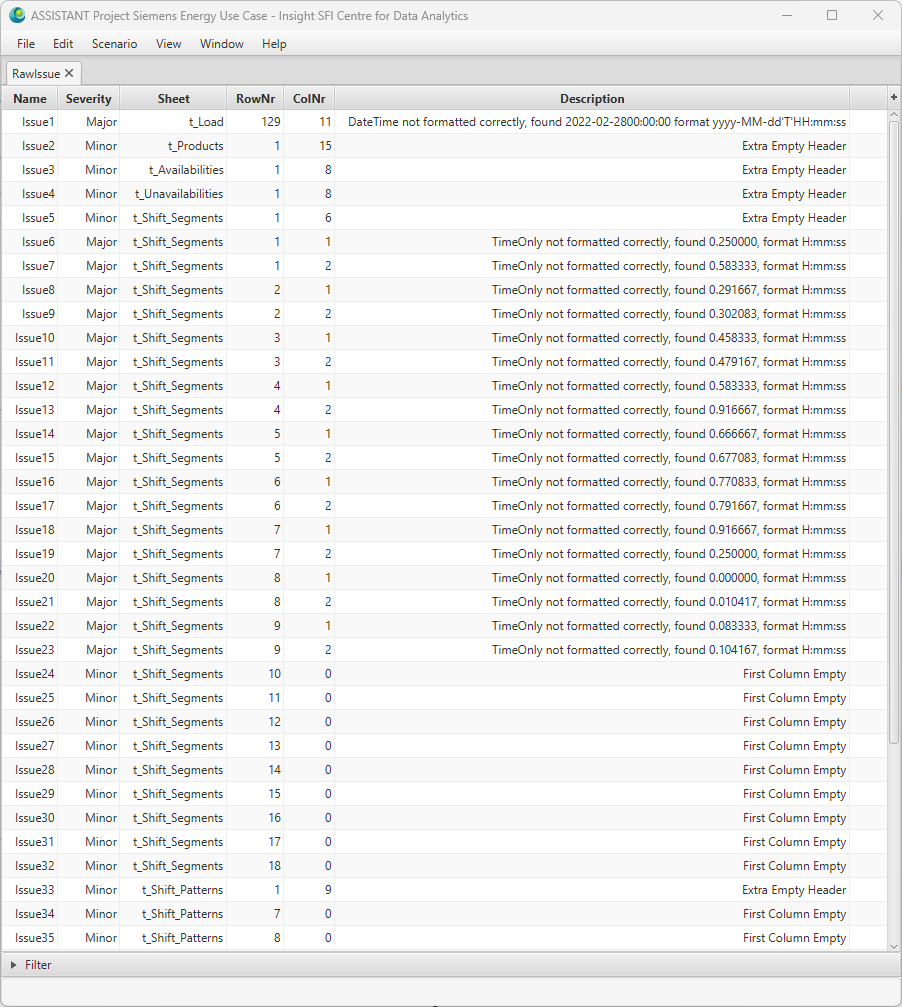 ASSISTANT Project Siemens Energy Use Case - Insight SFI Centre for Data Analytics
File Edit Scenario View Window Help
RawIssue
Name Severity Sheet RowNr ColNr Description +
Issue1 Major t_Load 129 11 DateTime not formatted correctly, found 2022-02-2800:00:00 format yyyy-MM-dd'T'HH:mm:ss
Issue2 Minor t_Products 1 15 Extra Empty Header
Issue3 Minor t_Availabilities 1 8 Extra Empty Header
Issue4 Minor t_Unavailabilities 1 8 Extra Empty Header
Issue5 Minor t_Shift_Segments 1 6 Extra Empty Header
Issue6 Major t_Shift_Segments 1 1 TimeOnly not formatted correctly, found 0.250000, format H:mm:ss
Issue7 Major t_Shift_Segments 1 2 TimeOnly not formatted correctly, found 0.583333, format H:mm:ss
Issue8 Major t_Shift_Segments 2 1 TimeOnly not formatted correctly, found 0.291667, format H:mm:ss
Issue9 Major t_Shift_Segments 2 2 TimeOnly not formatted correctly, found 0.302083, format H:mm:ss
Issue10 Major t_Shift_Segments 3 1 TimeOnly not formatted correctly, found 0.458333, format H:mm:ss
Issue11 Major t_Shift_Segments 3 2 TimeOnly not formatted correctly, found 0.479167, format H:mm:ss
Issue12 Major t_Shift_Segments 4 1 TimeOnly not formatted correctly, found 0.583333, format H:mm:ss
Issue13 Major t_Shift_Segments 4 2 TimeOnly not formatted correctly, found 0.916667, format H:mm:ss
Issue14 Major t_Shift_Segments 5 1 TimeOnly not formatted correctly, found 0.666667, format H:mm:ss
Issue15 Major t_Shift_Segments 5 2 TimeOnly not formatted correctly, found 0.677083, format H:mm:ss
Issue16 Major t_Shift_Segments 6 1 TimeOnly not formatted correctly, found 0.770833, format H:mm:ss
Issue17 Major t_Shift_Segments 6 2 TimeOnly not formatted correctly, found 0.791667, format H:mm:ss
Issue18 Major t_Shift_Segments 7 1 TimeOnly not formatted correctly, found 0.916667, format H:mm:ss
Issue19 Major t_Shift_Segments 7 2 TimeOnly not formatted correctly, found 0.250000, format H:mm:ss
Issue20 Major t_Shift_Segments 8 1 TimeOnly not formatted correctly, found 0.000000, format H:mm:ss
Issue21 Major t_Shift_Segments 8 2 TimeOnly not formatted correctly, found 0.010417, format H:mm:ss
Issue22 Major t_Shift_Segments 9 1 TimeOnly not formatted correctly, found 0.083333, format H:mm:ss
Issue23 Major t_Shift_Segments 9 2 TimeOnly not formatted correctly, found 0.104167, format H:mm:ss
Issue24 Minor t_Shift_Segments 10 0 First Column Empty
Issue25 Minor t_Shift_Segments 11 0 First Column Empty
Issue26 Minor t_Shift_Segments 12 0 First Column Empty
Issue27 Minor t_Shift_Segments 13 0 First Column Empty
Issue28 Minor t_Shift_Segments 14 0 First Column Empty
Issue29 Minor t_Shift_Segments 15 0 First Column Empty
Issue30 Minor t_Shift_Segments 16 0 First Column Empty
Issue31 Minor t_Shift_Segments 17 0 First Column Empty
Issue32 Minor t_Shift_Segments 18 0 First Column Empty
Issue33 Minor t_Shift_Patterns 1 9 Extra Empty Header
Issue34 Minor t_Shift_Patterns 7 0 First Column Empty
Issue35 Minor t_Shift_Patterns 8 0 First Column Empty
Filter